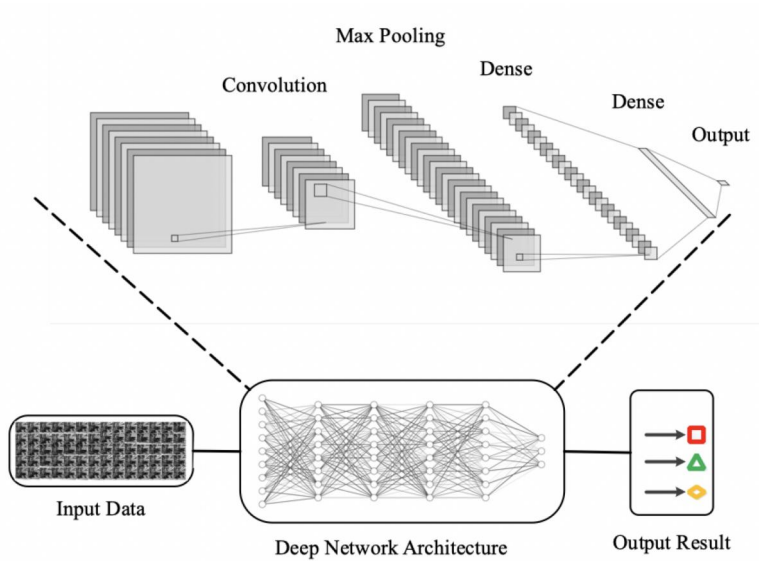 Max Pooling
Convolution
Dense
Dense
Output
Input Data
Deep Network Architecture
Output Result